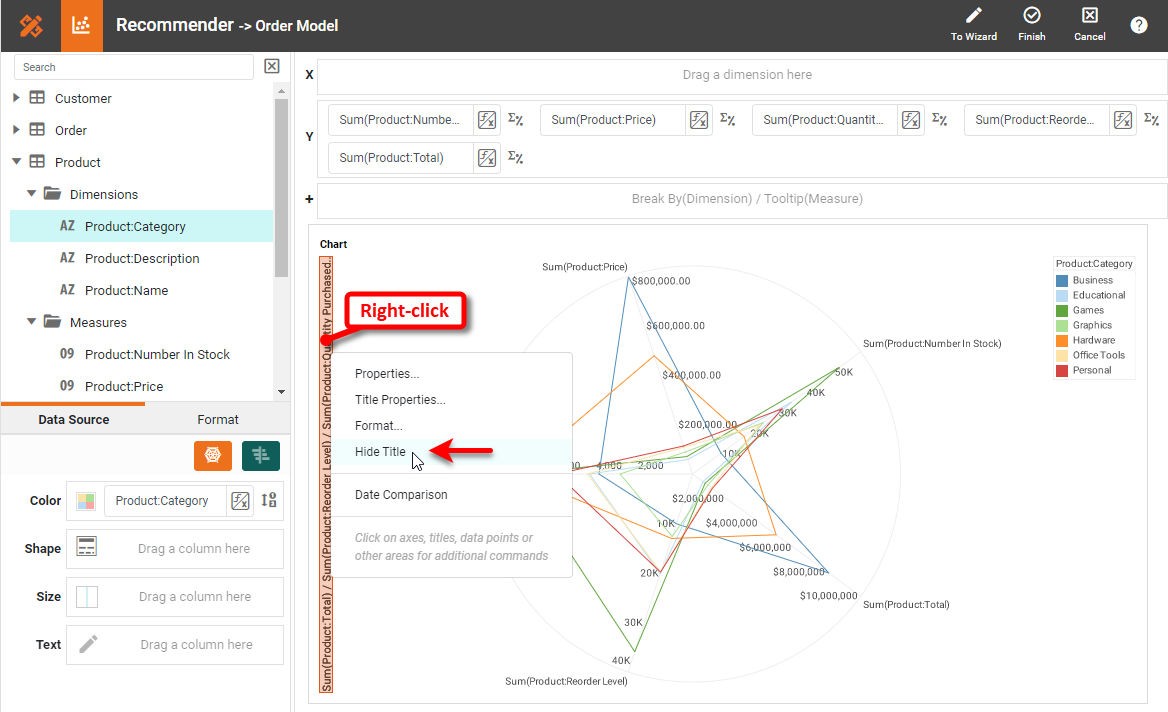 Recommender -> Order Model
To Wizard
Finish
Cancel
?
Search
Customer
Order
Product
Dimensions
AZ Product:Category
AZ Product:Description
AZ Product:Name
Measures
09 Product:Number In Stock
09 Product:Price
Data Source
Format
Color
Product:Category
Shape
Drag a column here
Size
Drag a column here
Text
Drag a column here
X
Drag a dimension here
Y
Sum(Product:Numbe...
Sum(Product:Price)
Sum(Product:Quantit...
Sum(Product:Reorde...
Sum(Product:Total)
+
Break By(Dimension) / Tooltip(Measure)
Chart
Sum(Product:Total) / Sum(Product:Reorder Level) / Sum(Product:Quantity Purchased..
Right-click
Properties...
Title Properties...
Format...
Hide Title
Date Comparison
Click on axes, titles, data points or
other areas for additional commands
Sum(Product:Price)
$800,000.00
$600,000.00
$400,000.00
$200,000.00
Sum(Product:Number In Stock)
50K
40K
30K
20K
10K
4,000
2,000
$2,000,000
$4,000,000
$6,000,000
$8,000,000
$10,000,000
Sum(Product:Total)
10K
20K
30K
40K
Sum(Product:Reorder Level)
Product:Category
Business
Educational
Games
Graphics
Hardware
Office Tools
Personal